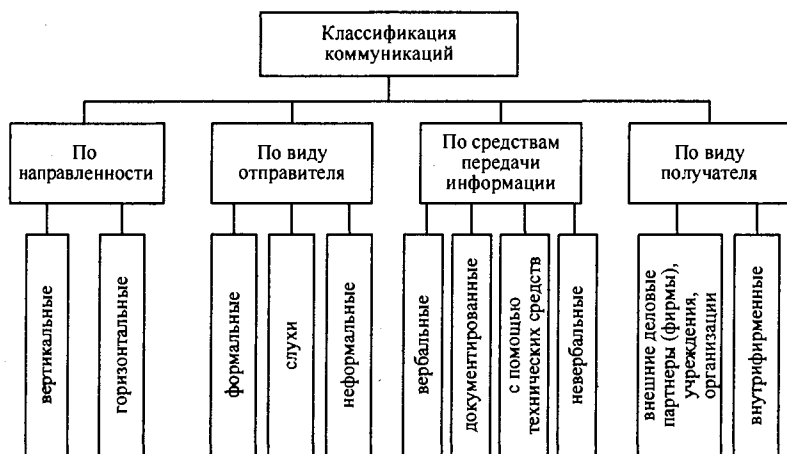 Классификация
коммуникаций
По
направленности
По виду
отправителя
По средствам
передачи
информации
По виду
получателя
вертикальные
горизонтальные
формальные
слухи
неформальные
вербальные
документированные
с помощью
технических средств
невербальные
внешние деловые
партнеры (фирмы),
учреждения,
организации
внутрифирменные